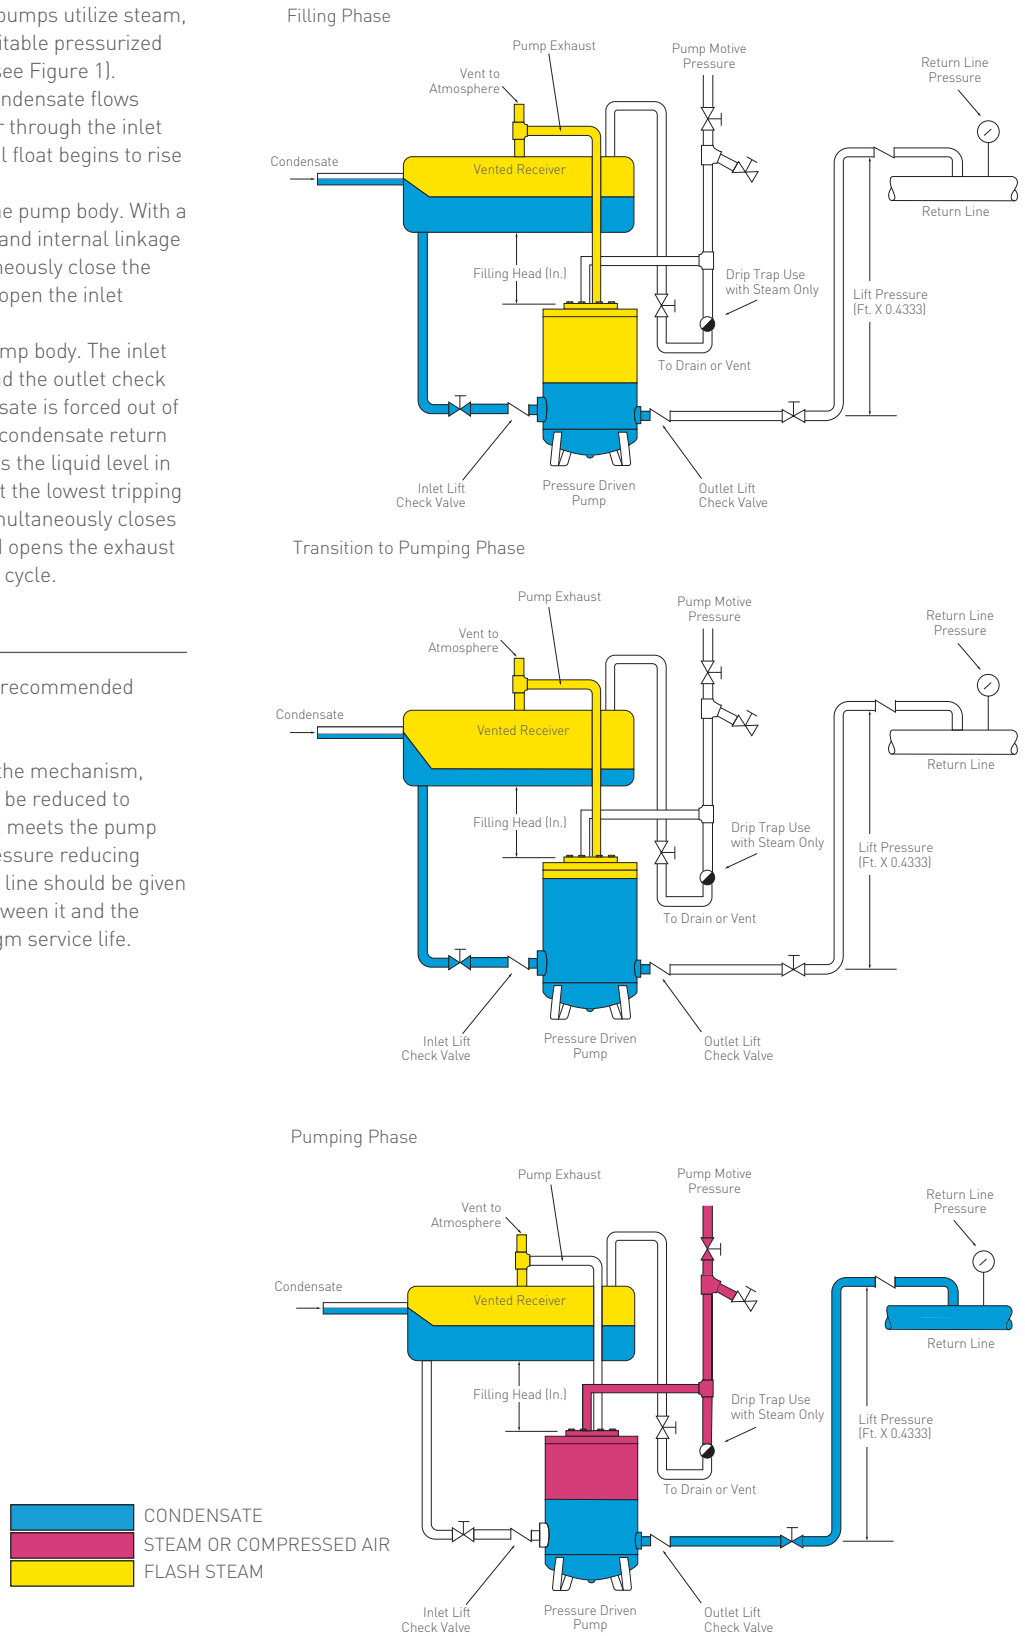 pumps utilize steam,
itable pressurized
see Figure 1).
ondensate flows
r through the inlet
l float begins to rise
ne pump body. With a
and internal linkage
neously close the
open the inlet
mp body. The inlet
nd the outlet check
sate is forced out of
condensate return
s the liquid level in
t the lowest tripping
multaneously closes
d opens the exhaust
cycle.
recommended
the mechanism,
be reduced to
t meets the pump
essure reducing
line should be given
ween it and the
gm service life.
Filling Phase
Pump Exhaust
Pump Motive
Pressure
Return Line
Pressure
Vent to
Atmosphere
Condensate
Vented Receiver
Return Line
Filling Head (In.)
Drip Trap Use
with Steam Only
Lift Pressure
(Ft. X 0.4333)
To Drain or Vent
Inlet Lift
Check Valve
Pressure Driven
Pump
Outlet Lift
Check Valve
Transition to Pumping Phase
Pump Exhaust
Pump Motive
Pressure
Return Line
Pressure
Vent to
Atmosphere
Condensate
Vented Receiver
Return Line
Filling Head (In.)
Drip Trap Use
with Steam Only
Lift Pressure
(Ft. X 0.4333)
To Drain or Vent
Inlet Lift
Check Valve
Pressure Driven
Pump
Outlet Lift
Check Valve
Pumping Phase
Pump Exhaust
Pump Motive
Pressure
Return Line
Pressure
Vent to
Atmosphere
Condensate
Vented Receiver
Return Line
Filling Head (In.)
Drip Trap Use
with Steam Only
Lift Pressure
(Ft. X 0.4333)
To Drain or Vent
Inlet Lift
Check Valve
Pressure Driven
Pump
Outlet Lift
Check Valve
CONDENSATE
STEAM OR COMPRESSED AIR
FLASH STEAM